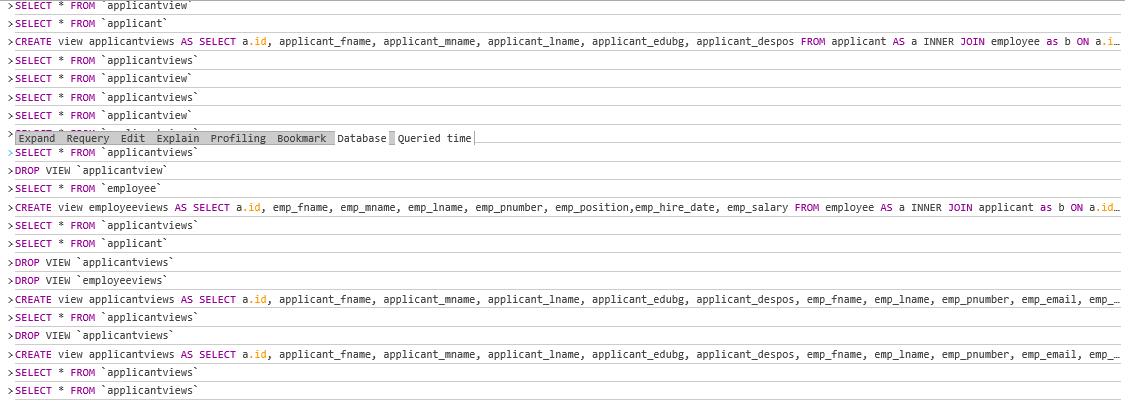 >SELECT * FROM `applicantview`
>SELECT * FROM `applicant`
>CREATE view applicantviews AS SELECT a.id, applicant_fname, applicant_mname, applicant_lname, applicant_edubg, applicant_despos FROM applicant AS a INNER JOIN employee as b ON a.i…
>SELECT * FROM `applicantviews`
>SELECT * FROM `applicantview`
>SELECT * FROM `applicantviews`
>SELECT * FROM `applicantview`
>
Expand Requery Edit Explain Profiling Bookmark Database Queried time
>SELECT * FROM `applicantviews`
>DROP VIEW `applicantview`
>SELECT * FROM `employee`
>CREATE view employeeviews AS SELECT a.id, emp_fname, emp_mname, emp_lname, emp_pnumber, emp_position,emp_hire_date, emp_salary FROM employee AS a INNER JOIN applicant as b ON a.id…
>SELECT * FROM `applicantviews`
>SELECT * FROM `applicant`
>DROP VIEW `applicantviews`
>DROP VIEW `employeeviews`
>CREATE view applicantviews AS SELECT a.id, applicant_fname, applicant_mname, applicant_lname, applicant_edubg, applicant_despos, emp_fname, emp_lname, emp_pnumber, emp_email, emp_…
>SELECT * FROM `applicantviews`
>DROP VIEW `applicantviews`
>CREATE view applicantviews AS SELECT a.id, applicant_fname, applicant_mname, applicant_lname, applicant_edubg, applicant_despos, emp_fname, emp_lname, emp_pnumber, emp_email, emp_…
>SELECT * FROM `applicantviews`
>SELECT * FROM `applicantviews`